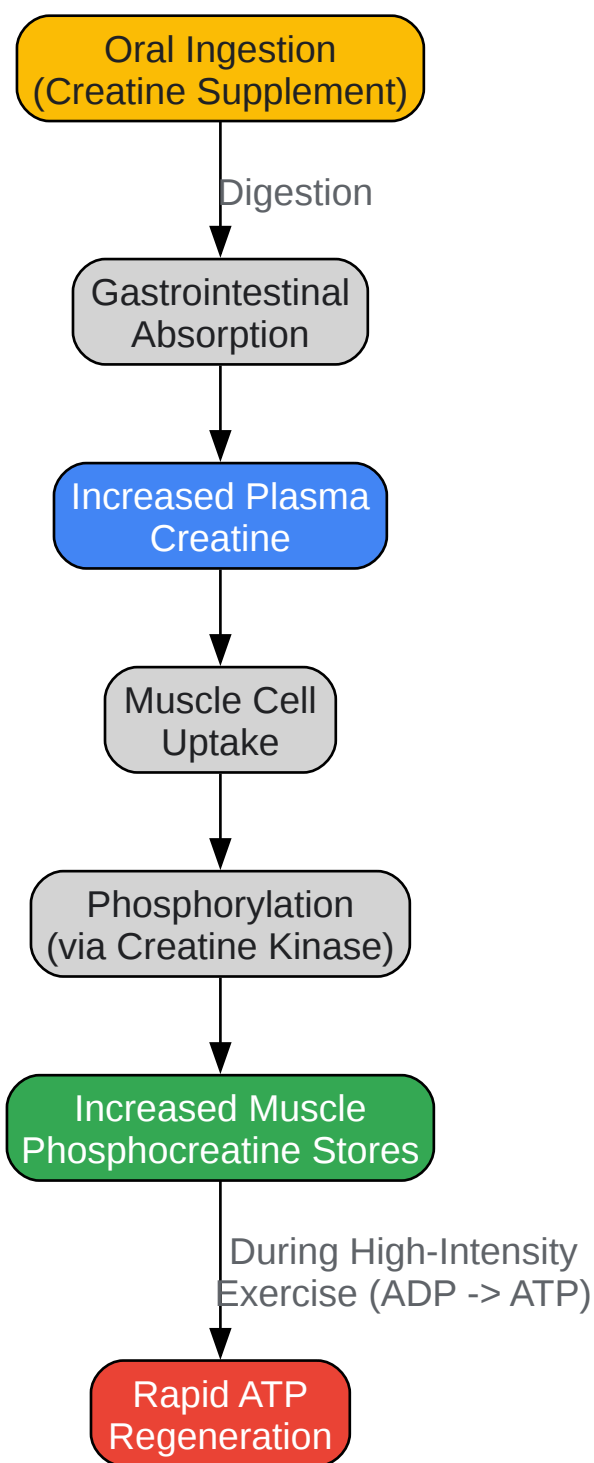 Oral Ingestion
(Creatine Supplement)
Digestion
Gastrointestinal
Absorption
Increased Plasma
Creatine
Muscle Cell
Uptake
Phosphorylation
(via Creatine Kinase)
Increased Muscle
Phosphocreatine Stores
During High-Intensity
Exercise (ADP -> ATP)
Rapid ATP
Regeneration